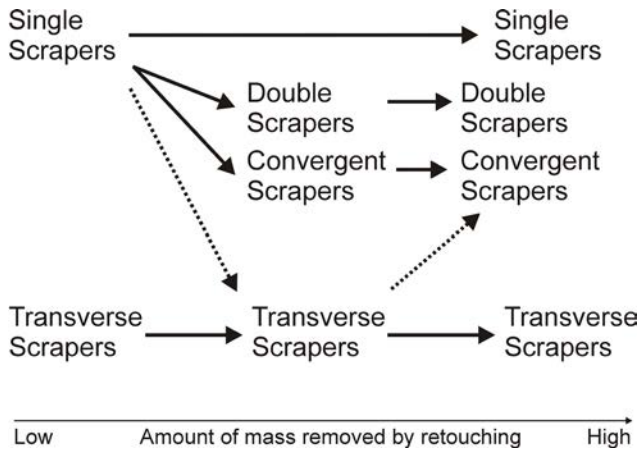 Single
Scrapers
Single
Scrapers
Double
Scrapers
Double
Scrapers
Convergent
Scrapers
Convergent
Scrapers
Transverse
Scrapers
Transverse
Scrapers
Transverse
Scrapers
Low Amount of mass removed by retouching High